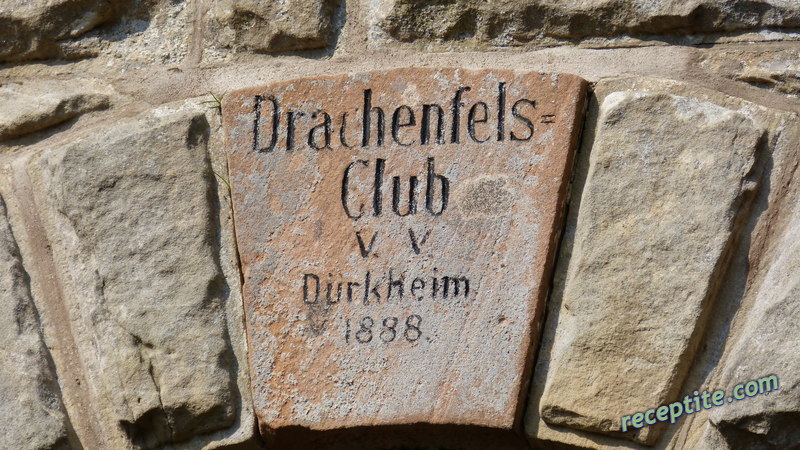 Drachenfels=
Club
V. V.
Dürkheim
1888.
receptite.com